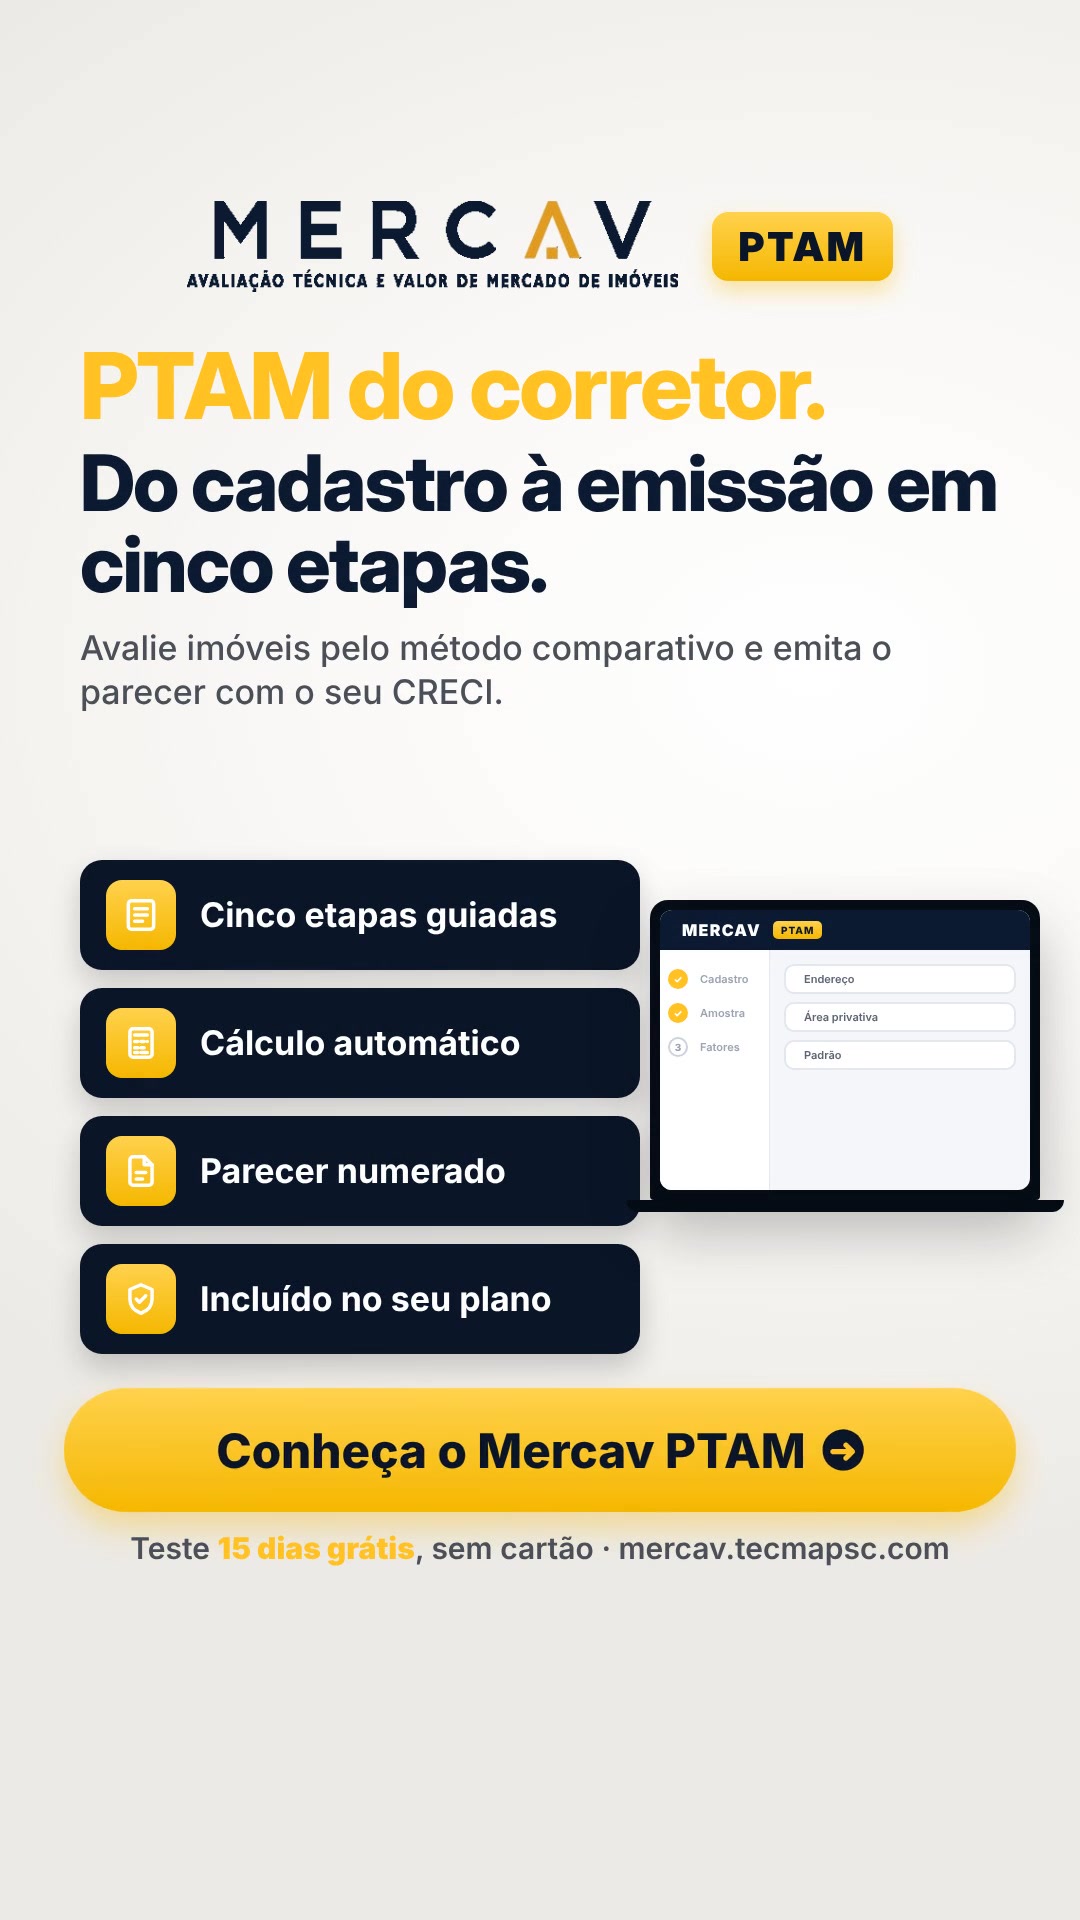 MERCAV
AVALIAÇÃO TÉCNICA E VALOR DE MERCADO DE IMÓVEIS
PTAM
PTAM do corretor.
Do cadastro à emissão em
cinco etapas.
Avalie imóveis pelo método comparativo e emita o
parecer com o seu CRECI.
Cinco etapas guiadas
Cálculo automático
Parecer numerado
Incluído no seu plano
MERCAV PTAM
Cadastro
Amostra
3 Fatores
Endereço
Área privativa
Padrão
Conheça o Mercav PTAM
Teste 15 dias grátis, sem cartão · mercav.tecmapsc.com